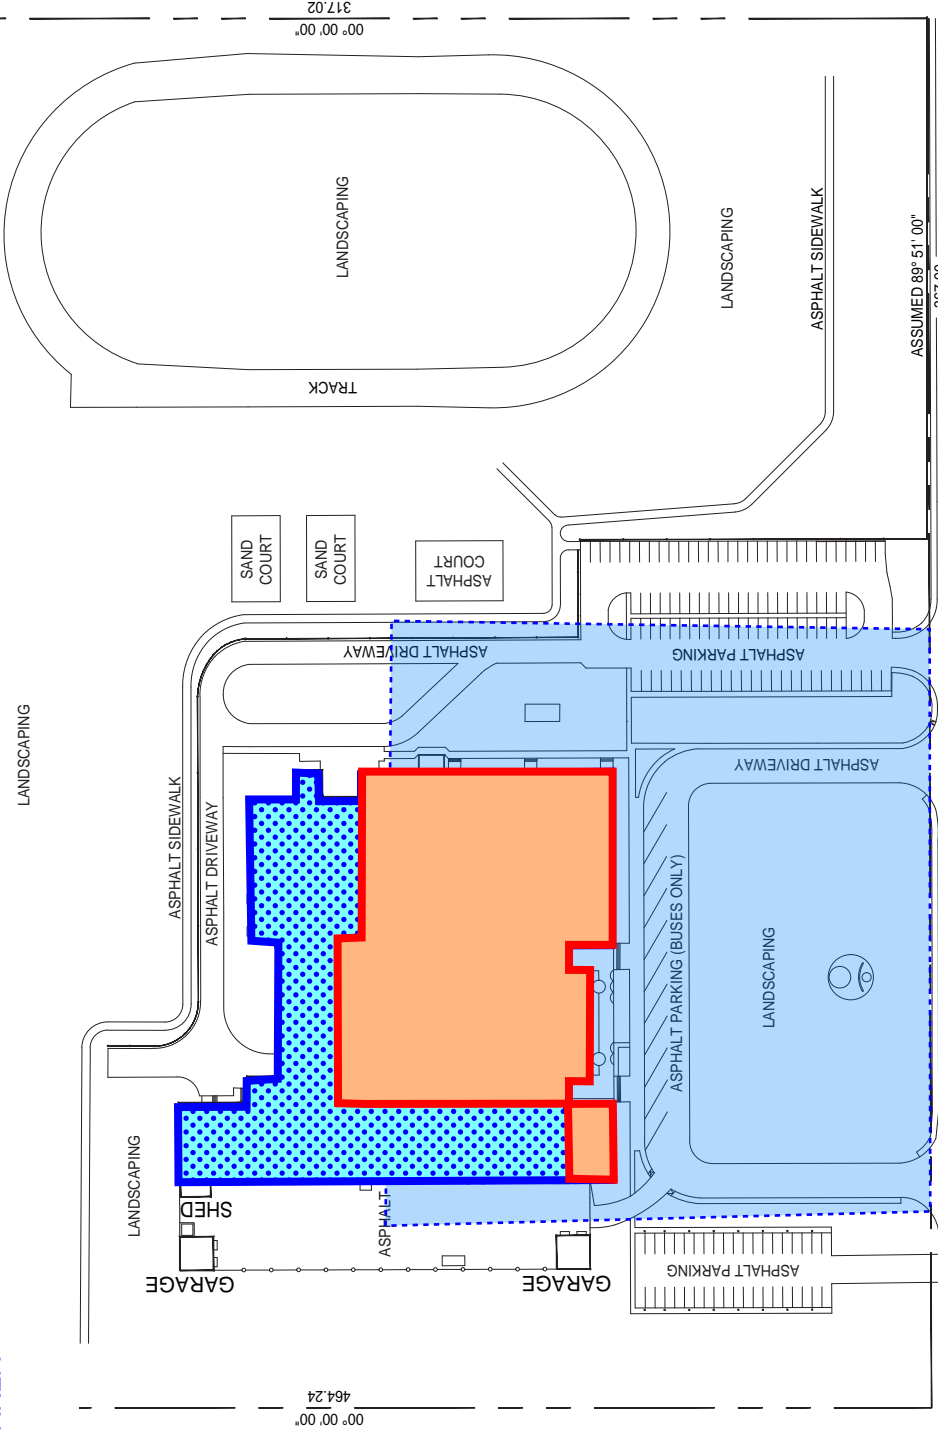 317.02
00° 00' 00"
LANDSCAPING
TRACK
LANDSCAPING
ASPHALT SIDEWALK
ASSUMED 89° 51' 00"
SAND
COURT
SAND
COURT
ASPHALT
COURT
ASPHALT DRIVEWAY
ASPHALT PARKING
LANDSCAPING
ASPHALT SIDEWALK
ASPHALT DRIVEWAY
ASPHALT DRIVEWAY
ASPHALT PARKING (BUSES ONLY)
LANDSCAPING
LANDSCAPING
SHED
ASPHALT
GARAGE
GARAGE
ASPHALT PARKING
464.24
00° 00' 00"